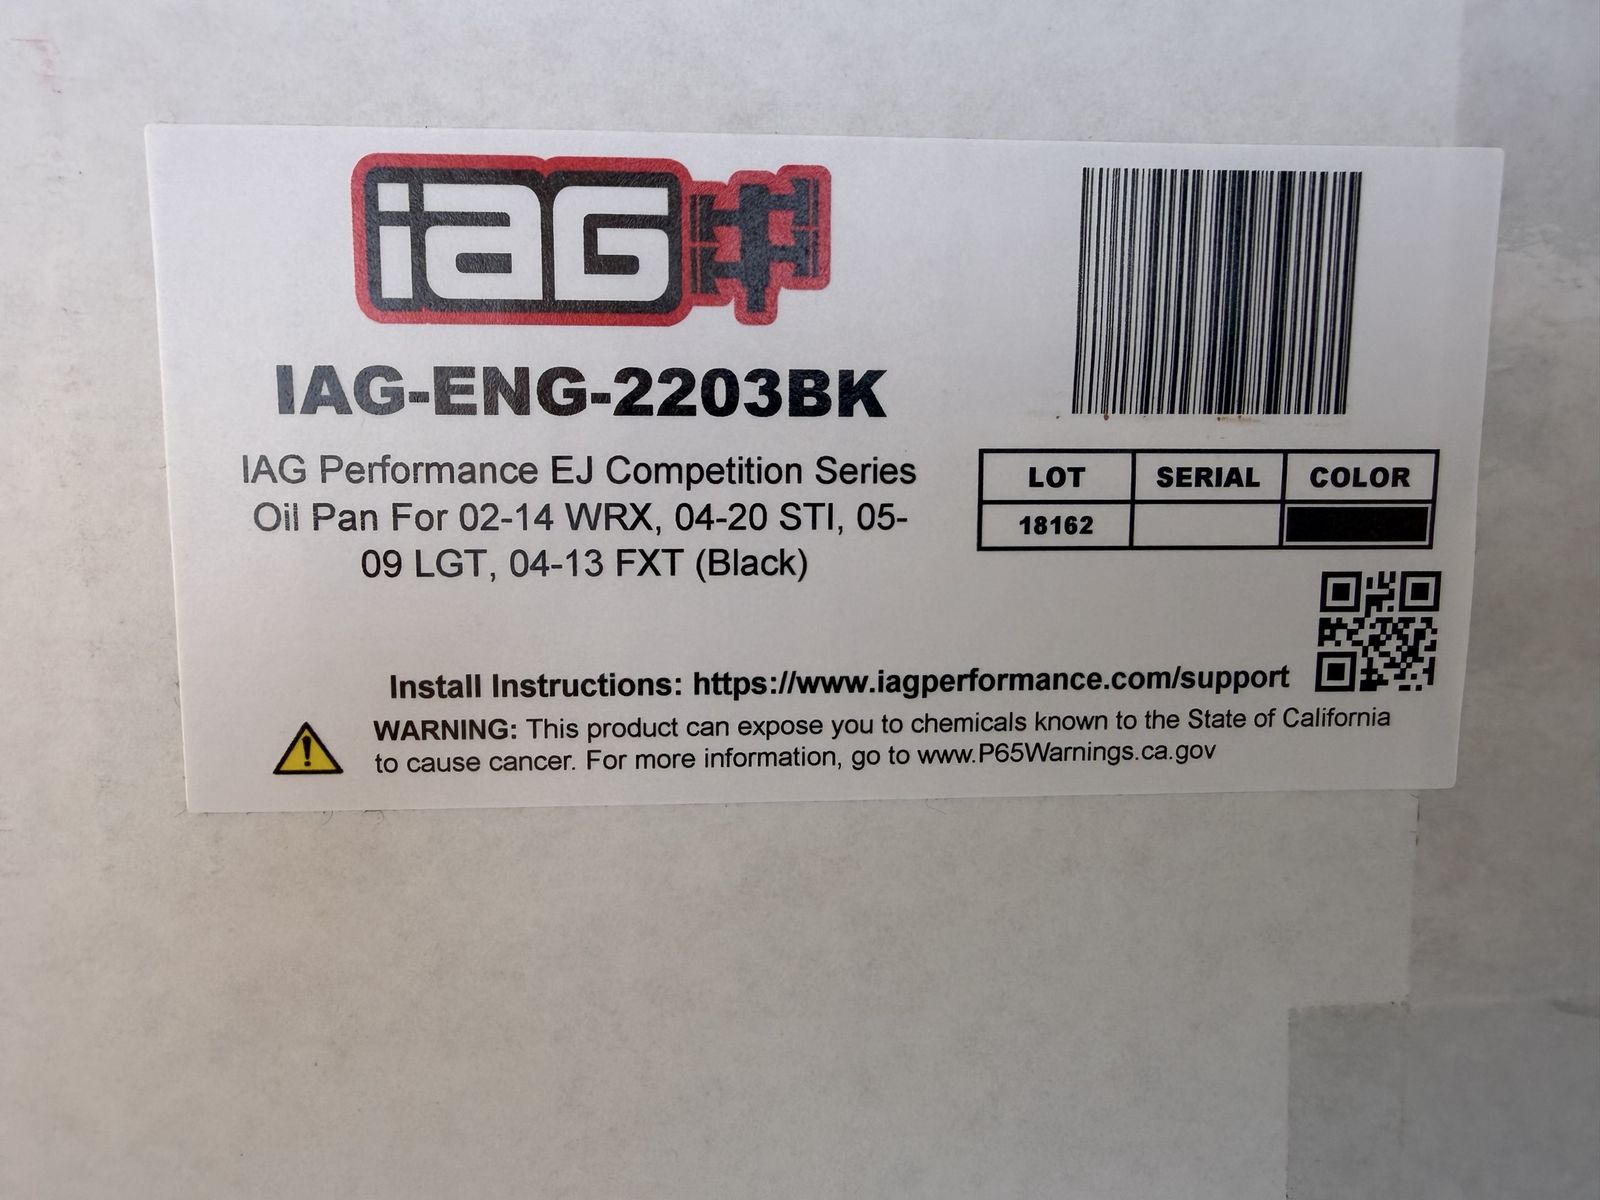 iaG
IAG-ENG-2203BK
IAG Performance EJ Competition Series
Oil Pan For 02-14 WRX, 04-20 STI, 05-
09 LGT, 04-13 FXT (Black)
LOT SERIAL COLOR
18162
Install Instructions: https://www.iagperformance.com/support
WARNING: This product can expose you to chemicals known to the State of California
to cause cancer. For more information, go to www.P65Warnings.ca.gov